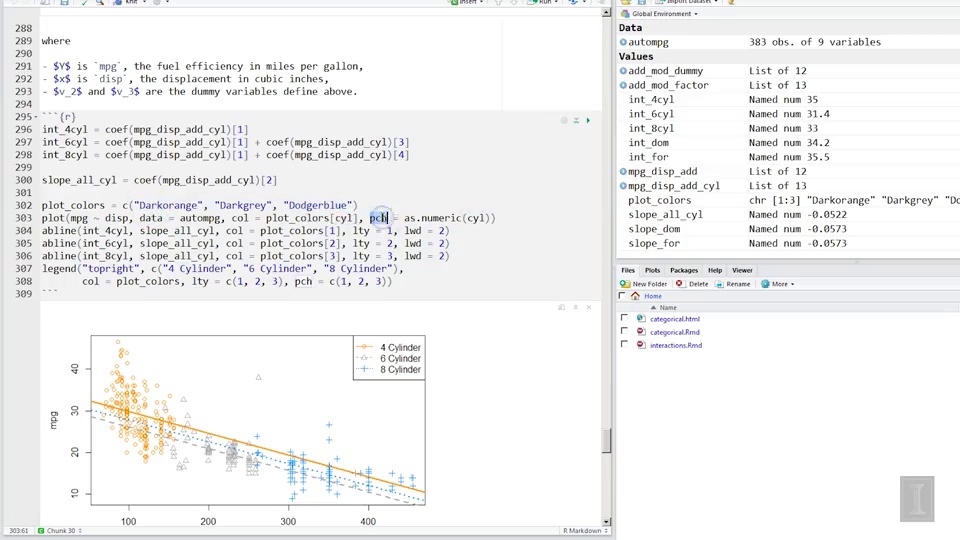 Knit
Insert
Run
288
289 where
290
291 - $Y$ is `mpg`, the fuel efficiency in miles per gallon,
292 - $x$ is `disp`, the displacement in cubic inches,
293 - $v_2$ and $v_3$ are the dummy variables define above.
294
295 ```{r}
296 int_4cyl = coef(mpg_disp_add_cyl)[1]
297 int_6cyl = coef(mpg_disp_add_cyl)[1] + coef(mpg_disp_add_cyl)[3]
298 int_8cyl = coef(mpg_disp_add_cyl)[1] + coef(mpg_disp_add_cyl)[4]
299
300 slope_all_cyl = coef(mpg_disp_add_cyl)[2]
301
302 plot_colors = c("Darkorange", "Darkgrey", "Dodgerblue")
303 plot(mpg ~ disp, data = autompg, col = plot_colors[cyl], pch = as.numeric(cyl))
304 abline(int_4cyl, slope_all_cyl, col = plot_colors[1], lty = 1, lwd = 2)
305 abline(int_6cyl, slope_all_cyl, col = plot_colors[2], lty = 2, lwd = 2)
306 abline(int_8cyl, slope_all_cyl, col = plot_colors[3], lty = 3, lwd = 2)
307 legend("topright", c("4 Cylinder", "6 Cylinder", "8 Cylinder"),
308 col = plot_colors, lty = c(1, 2, 3), pch = c(1, 2, 3))
309 ```
4 Cylinder
6 Cylinder
8 Cylinder
mpg
40
30
20
10
100 200 300 400
303:61 Chunk 30 R Markdown
Import Dataset
Global Environment
Data
autompg 383 obs. of 9 variables
Values
add_mod_dummy List of 12
add_mod_factor List of 13
int_4cyl Named num 35
int_6cyl Named num 31.4
int_8cyl Named num 33
int_dom Named num 34.2
int_for Named num 35.5
mpg_disp_add List of 12
mpg_disp_add_cyl List of 13
plot_colors chr [1:3] "Darkorange" "Darkgrey"
slope_all_cyl Named num -0.0522
slope_dom Named num -0.0573
slope_for Named num -0.0573
Files Plots Packages Help Viewer
New Folder Delete Rename More
Home
Name
categorical.html
categorical.Rmd
interactions.Rmd
I